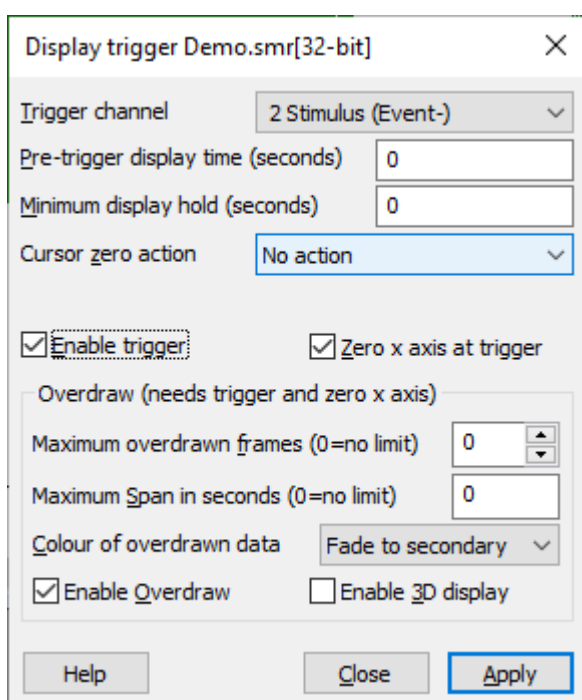 Display trigger Demo.smr[32-bit]
Trigger channel 2 Stimulus (Event-)
Pre-trigger display time (seconds) 0
Minimum display hold (seconds) 0
Cursor zero action No action
Enable trigger Zero x axis at trigger
Overdraw (needs trigger and zero x axis)
Maximum overdrawn frames (0=no limit) 0
Maximum Span in seconds (0=no limit) 0
Colour of overdrawn data Fade to secondary
Enable Overdraw Enable 3D display
Help Close Apply